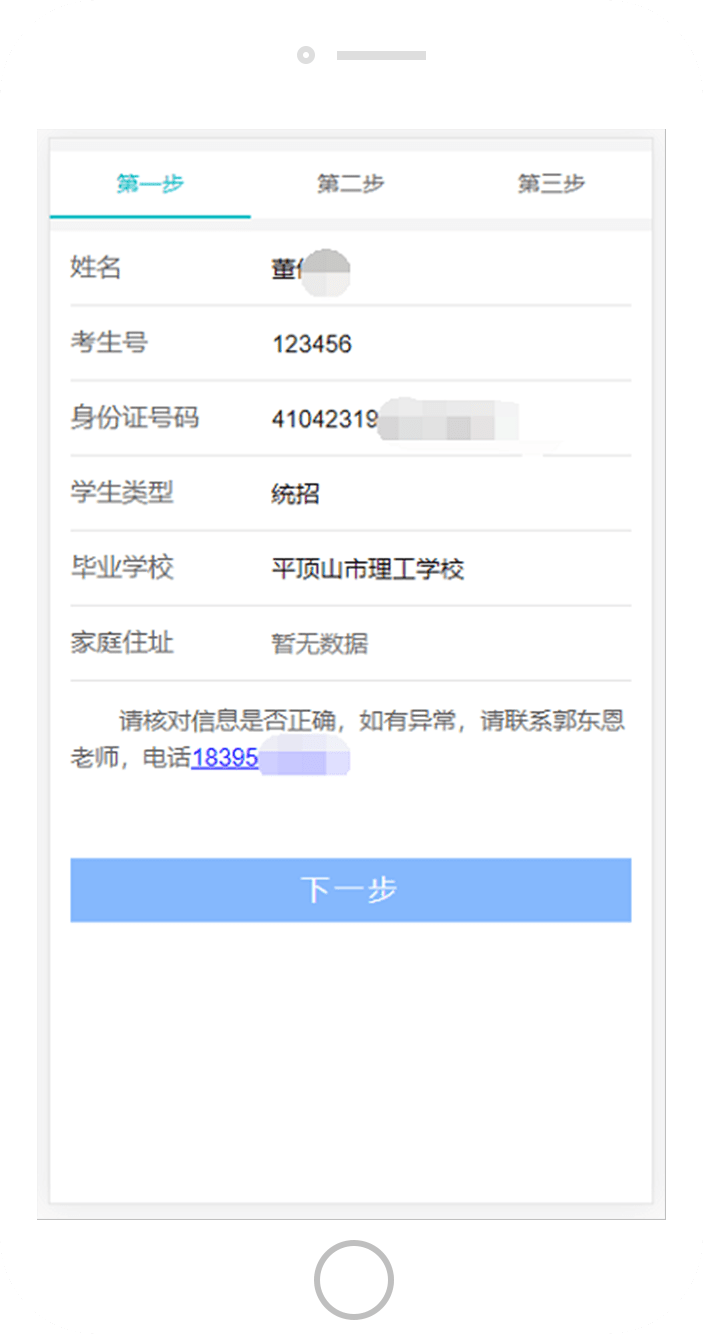 第一步 第二步 第三步
姓名 董
考生号 123456
身份证号码 41042319
学生类型 统招
毕业学校 平顶山市理工学校
家庭住址 暂无数据
请核对信息是否正确，如有异常，请联系郭东恩
老师，电话18395
下一步